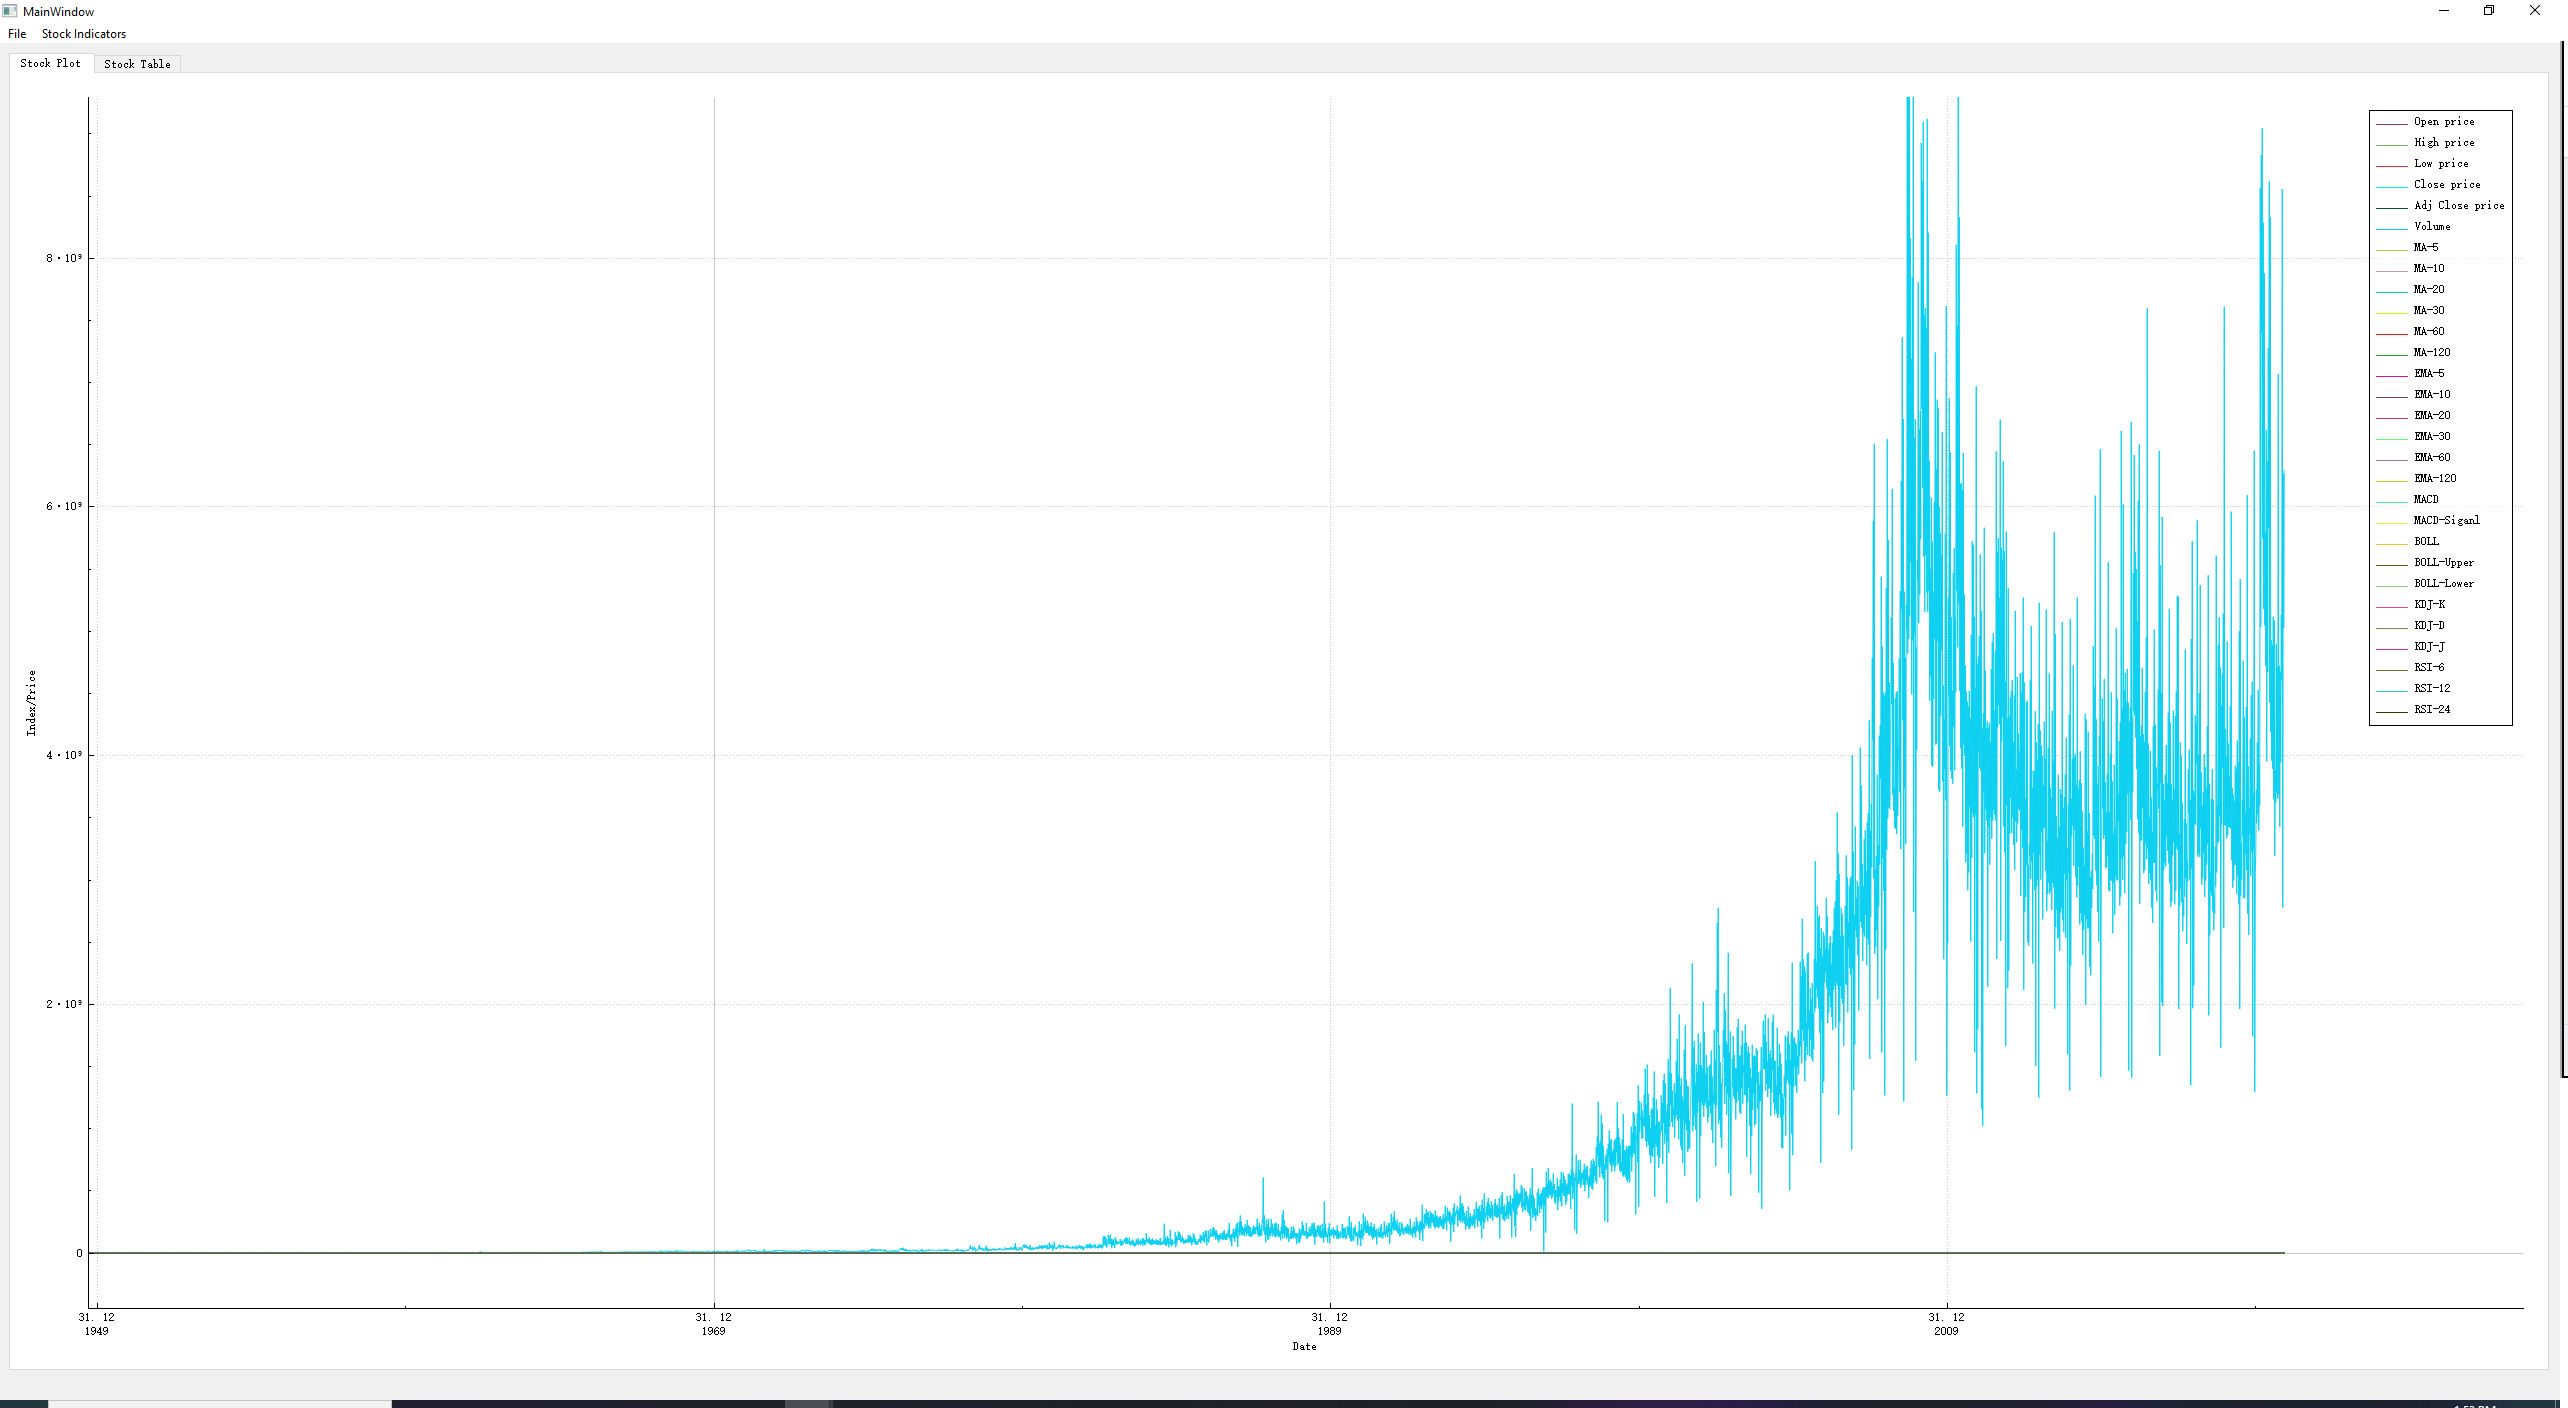 MainWindow
File Stock Indicators
Stock Plot Stock Table
Open price
High price
Low price
Close price
Adj Close price
Volume
MA-5
MA-10
MA-20
MA-30
MA-60
MA-120
EMA-5
EMA-10
EMA-20
EMA-30
EMA-60
EMA-120
MACD
MACD-Siganl
BOLL
BOLL-Upper
BOLL-Lower
KDJ-K
KDJ-D
KDJ-J
RSI-6
RSI-12
RSI-24
8·10⁹
6·10⁹
4·10⁹
2·10⁹
0
Index/Price
31. 12
1949
31. 12
1969
31. 12
1989
31. 12
2009
Date